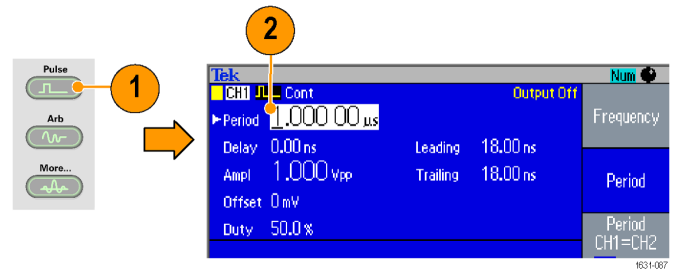 2
Pulse
1
Arb
More...
Tek
Num
CH1 Cont Output Off
Period 1.000 00 µs
Delay 0.00 ns Leading 18.00 ns
Ampl 1.000 Vpp Trailing 18.00 ns
Offset 0 mV
Duty 50.0 %
Frequency
Period
Period
CH1=CH2
1631-087